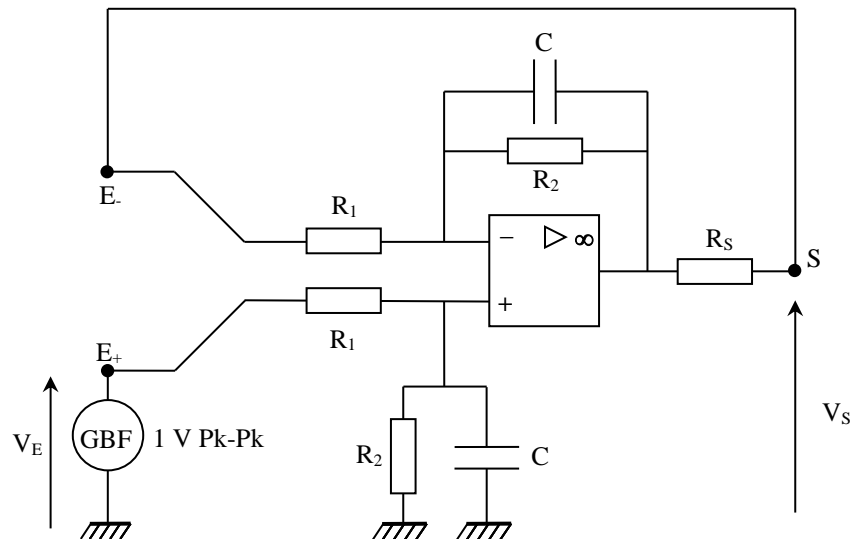 C
R2
E-
R1
− ∞
RS
S
+
R1
E+
VE
GBF
1 V Pk-Pk
R2
C
VS